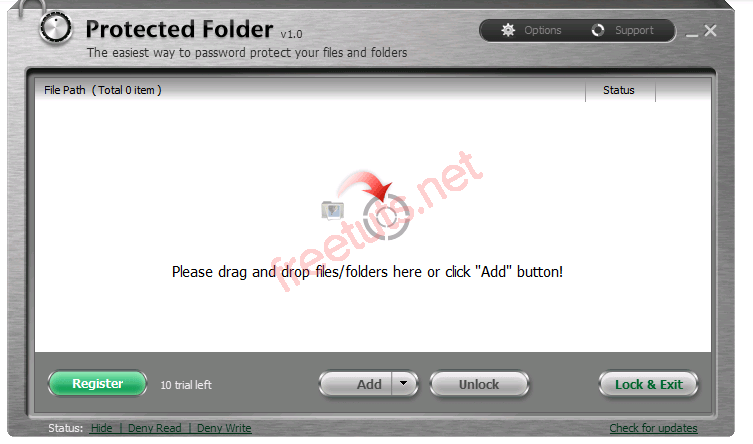 Protected Folder v1.0
Options Support
The easiest way to password protect your files and folders
File Path ( Total 0 item ) Status
freetuts.net
Please drag and drop files/folders here or click "Add" button!
Register 10 trial left Add Unlock Lock & Exit
Status: Hide | Deny Read | Deny Write Check for updates